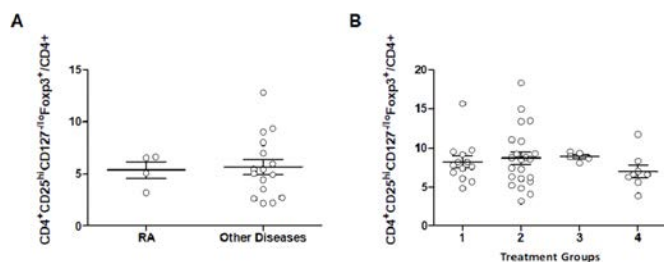 A
CD4⁺CD25ʰⁱCD127⁻/ˡᵒFoxp3⁺/CD4+
15
10
5
0
RA Other Diseases
B
CD4⁺CD25ʰⁱCD127⁻/ˡᵒFoxp3⁺/CD4+
20
15
10
5
0
1 2 3 4
Treatment Groups